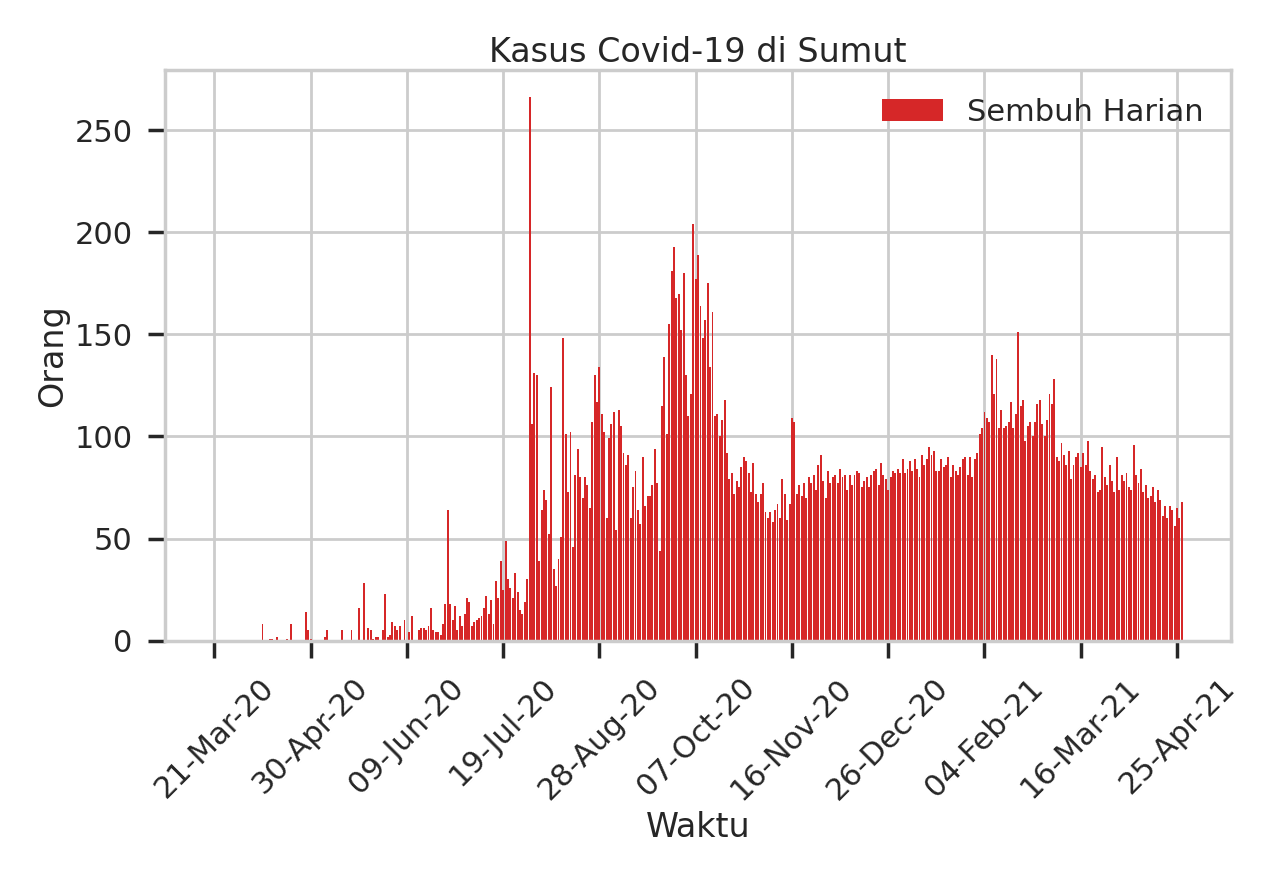 Kasus Covid-19 di Sumut
Sembuh Harian
Orang
250
200
150
100
50
0
21-Mar-20
30-Apr-20
09-Jun-20
19-Jul-20
28-Aug-20
07-Oct-20
16-Nov-20
26-Dec-20
04-Feb-21
16-Mar-21
25-Apr-21
Waktu